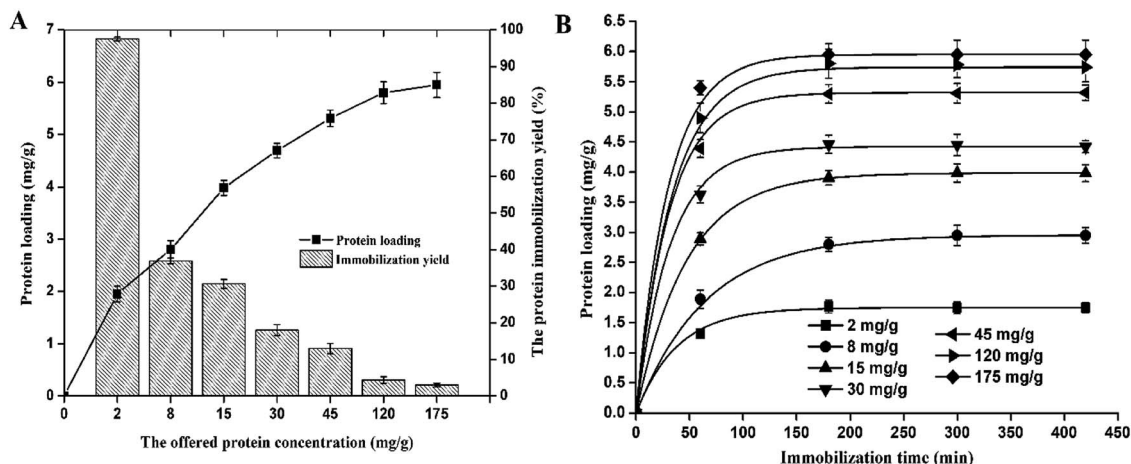 A
Protein loading (mg/g)
7
6
5
4
3
2
1
0
100
90
80
70
60
50
40
30
20
10
0
The protein immobilization yield (%)
Protein loading
Immobilization yield
0 2 8 15 30 45 120 175
The offered protein concentration (mg/g)
B
Protein loading (mg/g)
6.5
6.0
5.5
5.0
4.5
4.0
3.5
3.0
2.5
2.0
1.5
1.0
0.5
0.0
2 mg/g
8 mg/g
15 mg/g
30 mg/g
45 mg/g
120 mg/g
175 mg/g
0 50 100 150 200 250 300 350 400 450
Immobilization time (min)